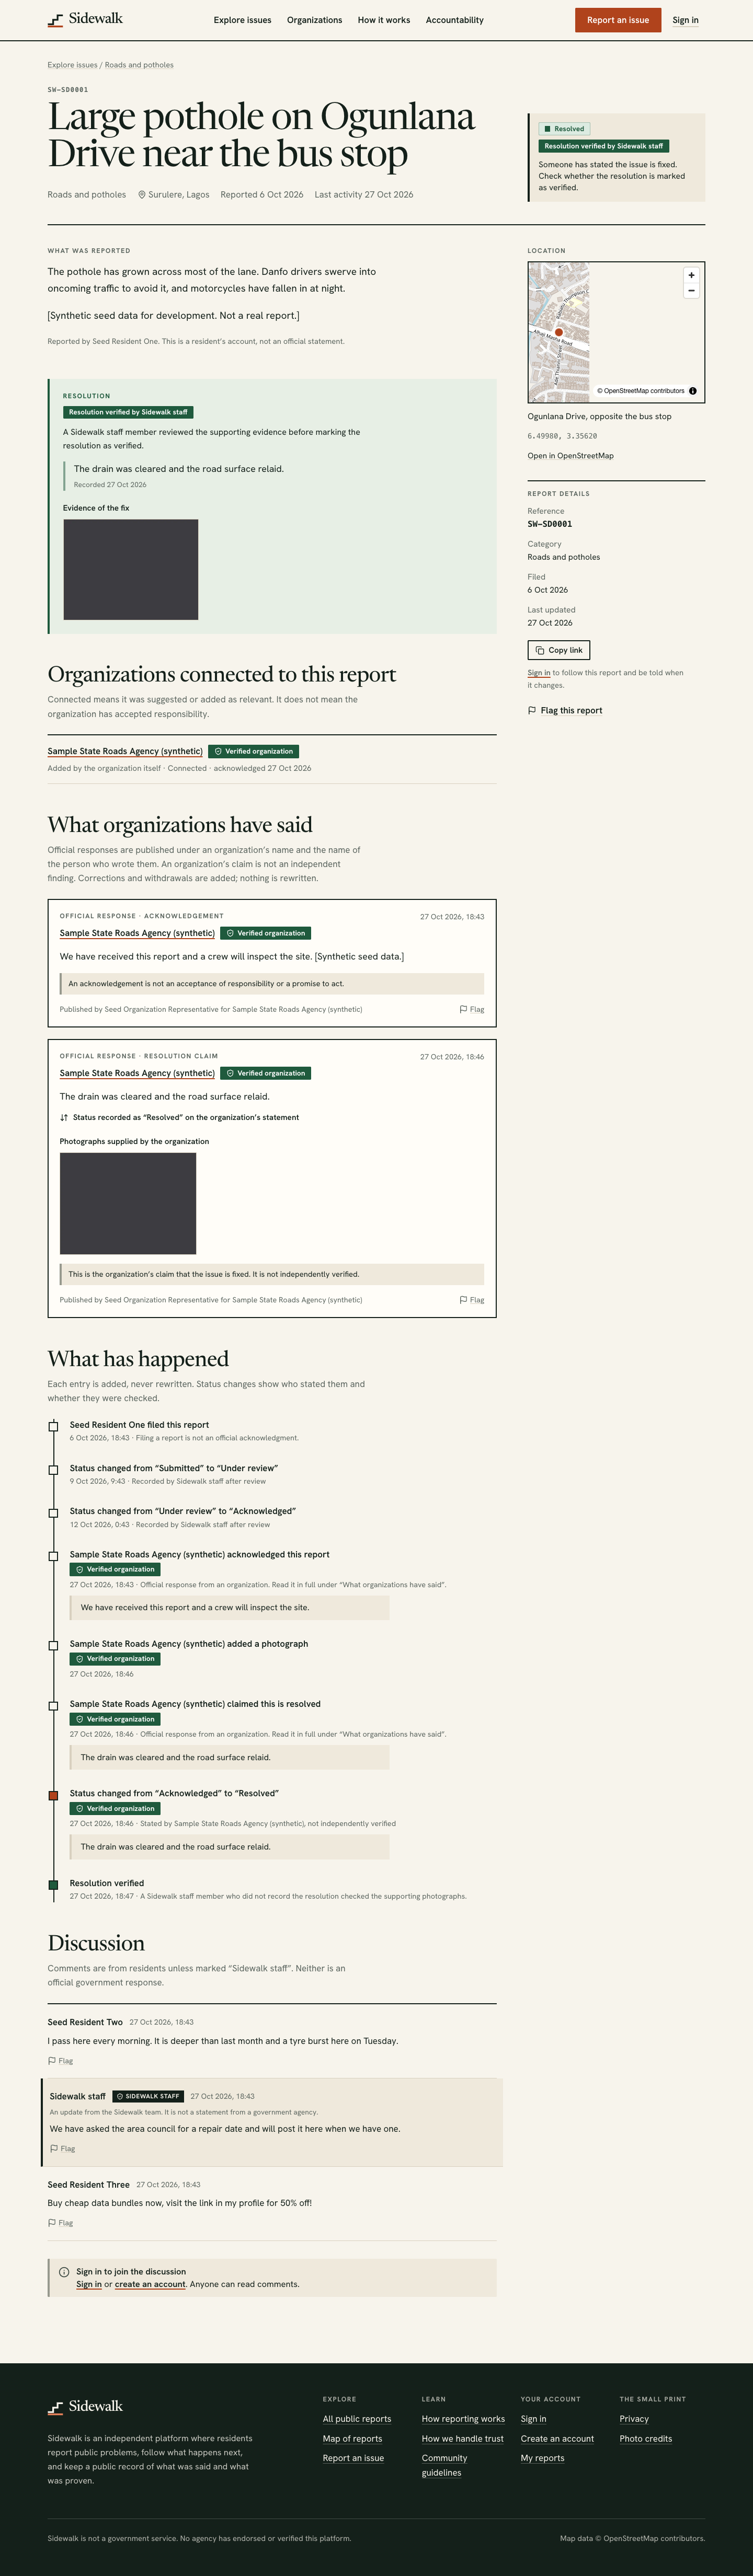 Sidewalk
Explore issues
Organizations
How it works
Accountability
Report an issue
Sign in
Explore issues / Roads and potholes
SW-SD0001
Large pothole on Ogunlana
Drive near the bus stop
Roads and potholes
Surulere, Lagos
Reported 6 Oct 2026
Last activity 27 Oct 2026
Resolved
Resolution verified by Sidewalk staff
Someone has stated the issue is fixed.
Check whether the resolution is marked
as verified.
WHAT WAS REPORTED
The pothole has grown across most of the lane. Danfo drivers swerve into
oncoming traffic to avoid it, and motorcycles have fallen in at night.
[Synthetic seed data for development. Not a real report.]
Reported by Seed Resident One. This is a resident's account, not an official statement.
RESOLUTION
Resolution verified by Sidewalk staff
A Sidewalk staff member reviewed the supporting evidence before marking the
resolution as verified.
The drain was cleared and the road surface relaid.
Recorded 27 Oct 2026
Evidence of the fix
LOCATION
+
−
© OpenStreetMap contributors
Ogunlana Drive, opposite the bus stop
6.49980, 3.35620
Open in OpenStreetMap
REPORT DETAILS
Reference
SW-SD0001
Category
Roads and potholes
Filed
6 Oct 2026
Last updated
27 Oct 2026
Copy link
Sign in to follow this report and be told when
it changes.
Flag this report
Organizations connected to this report
Connected means it was suggested or added as relevant. It does not mean the
organization has accepted responsibility.
Sample State Roads Agency (synthetic)
Verified organization
Added by the organization itself · Connected · acknowledged 27 Oct 2026
What organizations have said
Official responses are published under an organization's name and the name of
the person who wrote them. An organization's claim is not an independent
finding. Corrections and withdrawals are added; nothing is rewritten.
OFFICIAL RESPONSE · ACKNOWLEDGEMENT
27 Oct 2026, 18:43
Sample State Roads Agency (synthetic)
Verified organization
We have received this report and a crew will inspect the site. [Synthetic seed data.]
An acknowledgement is not an acceptance of responsibility or a promise to act.
Published by Seed Organization Representative for Sample State Roads Agency (synthetic)
Flag
OFFICIAL RESPONSE · RESOLUTION CLAIM
27 Oct 2026, 18:46
Sample State Roads Agency (synthetic)
Verified organization
The drain was cleared and the road surface relaid.
Status recorded as “Resolved” on the organization's statement
Photographs supplied by the organization
This is the organization's claim that the issue is fixed. It is not independently verified.
Published by Seed Organization Representative for Sample State Roads Agency (synthetic)
Flag
What has happened
Each entry is added, never rewritten. Status changes show who stated them and
whether they were checked.
Seed Resident One filed this report
6 Oct 2026, 18:43 · Filing a report is not an official acknowledgment.
Status changed from “Submitted” to “Under review”
9 Oct 2026, 9:43 · Recorded by Sidewalk staff after review
Status changed from “Under review” to “Acknowledged”
12 Oct 2026, 0:43 · Recorded by Sidewalk staff after review
Sample State Roads Agency (synthetic) acknowledged this report
Verified organization
27 Oct 2026, 18:43 · Official response from an organization. Read it in full under “What organizations have said”.
We have received this report and a crew will inspect the site.
Sample State Roads Agency (synthetic) added a photograph
Verified organization
27 Oct 2026, 18:46
Sample State Roads Agency (synthetic) claimed this is resolved
Verified organization
27 Oct 2026, 18:46 · Official response from an organization. Read it in full under “What organizations have said”.
The drain was cleared and the road surface relaid.
Status changed from “Acknowledged” to “Resolved”
Verified organization
27 Oct 2026, 18:46 · Stated by Sample State Roads Agency (synthetic), not independently verified
The drain was cleared and the road surface relaid.
Resolution verified
27 Oct 2026, 18:47 · A Sidewalk staff member who did not record the resolution checked the supporting photographs.
Discussion
Comments are from residents unless marked “Sidewalk staff”. Neither is an
official government response.
Seed Resident Two
27 Oct 2026, 18:43
I pass here every morning. It is deeper than last month and a tyre burst here on Tuesday.
Flag
Sidewalk staff
SIDEWALK STAFF
27 Oct 2026, 18:43
An update from the Sidewalk team. It is not a statement from a government agency.
We have asked the area council for a repair date and will post it here when we have one.
Flag
Seed Resident Three
27 Oct 2026, 18:43
Buy cheap data bundles now, visit the link in my profile for 50% off!
Flag
Sign in to join the discussion
Sign in or create an account. Anyone can read comments.
Sidewalk
Sidewalk is an independent platform where residents
report public problems, follow what happens next,
and keep a public record of what was said and what
was proven.
EXPLORE
All public reports
Map of reports
Report an issue
LEARN
How reporting works
How we handle trust
Community
guidelines
YOUR ACCOUNT
Sign in
Create an account
My reports
THE SMALL PRINT
Privacy
Photo credits
Sidewalk is not a government service. No agency has endorsed or verified this platform.
Map data © OpenStreetMap contributors.